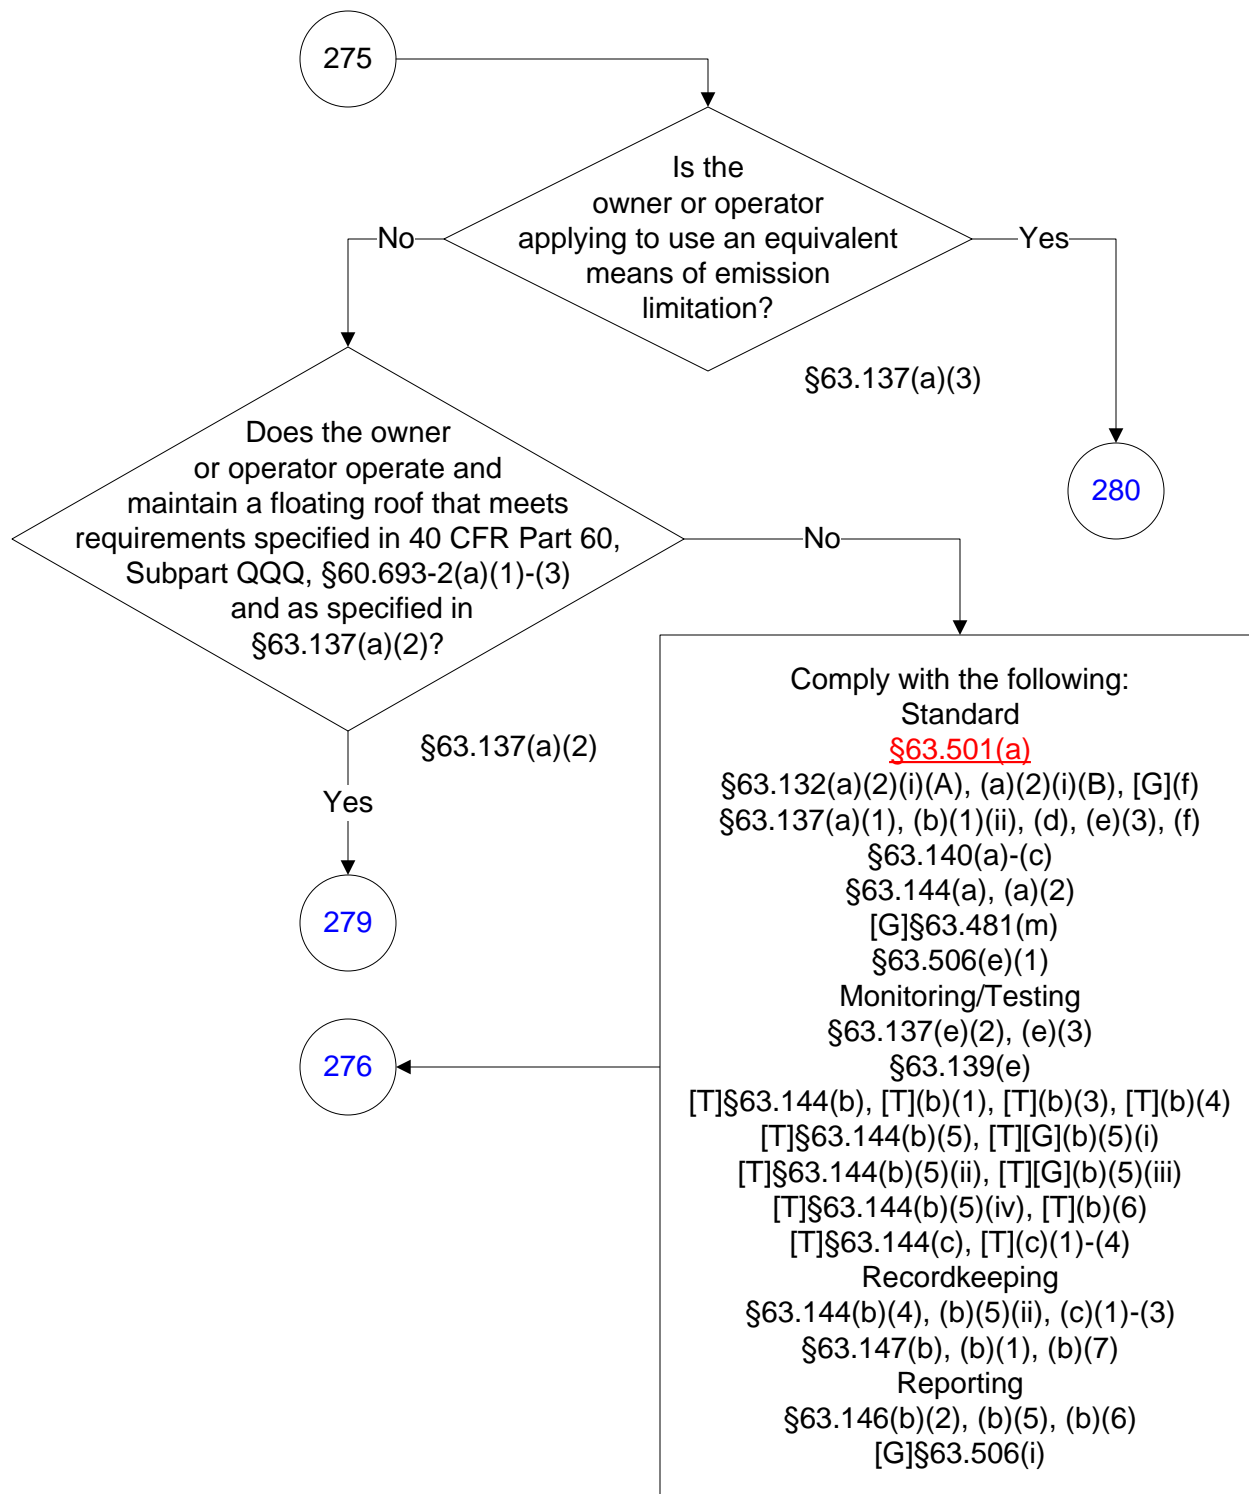 275
Is the
owner or operator
applying to use an equivalent
means of emission
limitation?
No
Yes
§63.137(a)(3)
280
Does the owner
or operator operate and
maintain a floating roof that meets
requirements specified in 40 CFR Part 60,
Subpart QQQ, §60.693-2(a)(1)-(3)
and as specified in
§63.137(a)(2)?
No
§63.137(a)(2)
Yes
279
276
Comply with the following:
Standard
§63.501(a)
§63.132(a)(2)(i)(A), (a)(2)(i)(B), [G](f)
§63.137(a)(1), (b)(1)(ii), (d), (e)(3), (f)
§63.140(a)-(c)
§63.144(a), (a)(2)
[G]§63.481(m)
§63.506(e)(1)
Monitoring/Testing
§63.137(e)(2), (e)(3)
§63.139(e)
[T]§63.144(b), [T](b)(1), [T](b)(3), [T](b)(4)
[T]§63.144(b)(5), [T][G](b)(5)(i)
[T]§63.144(b)(5)(ii), [T][G](b)(5)(iii)
[T]§63.144(b)(5)(iv), [T](b)(6)
[T]§63.144(c), [T](c)(1)-(4)
Recordkeeping
§63.144(b)(4), (b)(5)(ii), (c)(1)-(3)
§63.147(b), (b)(1), (b)(7)
Reporting
§63.146(b)(2), (b)(5), (b)(6)
[G]§63.506(i)